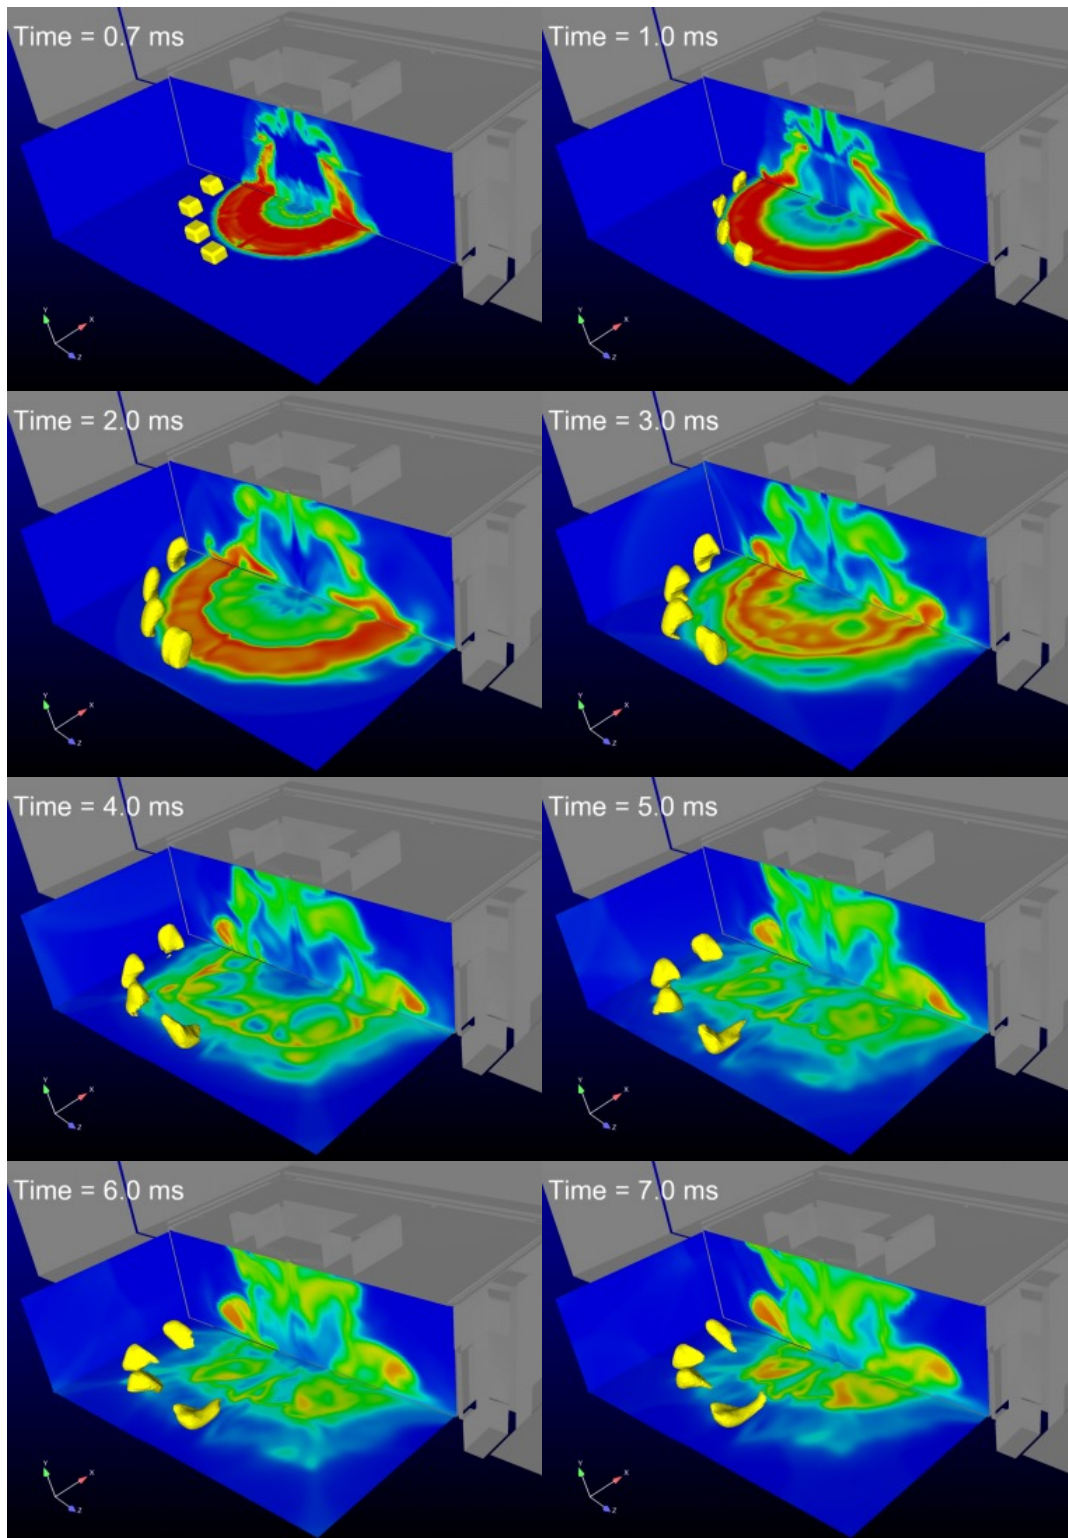 Time = 0.7 ms
Time = 1.0 ms
Time = 2.0 ms
Time = 3.0 ms
Time = 4.0 ms
Time = 5.0 ms
Time = 6.0 ms
Time = 7.0 ms